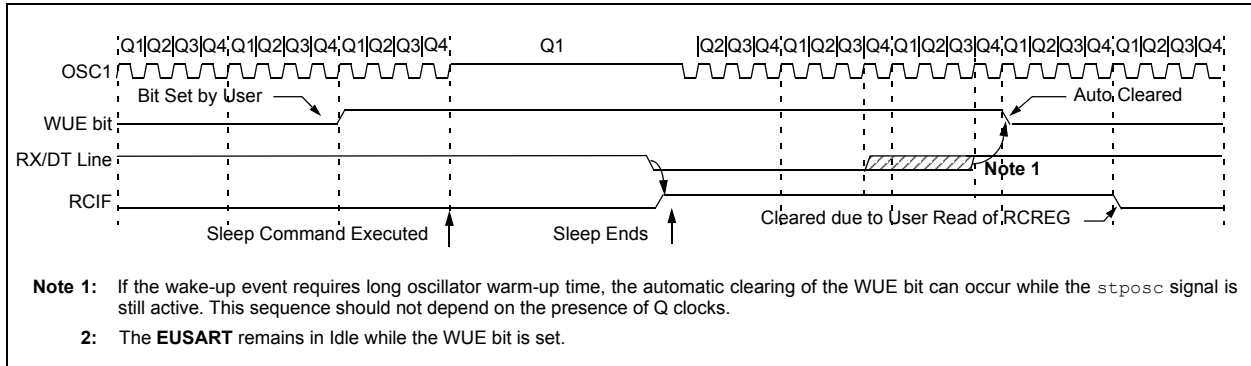 Q1|Q2|Q3|Q4|Q1|Q2|Q3|Q4|Q1|Q2|Q3|Q4 Q1 |Q2|Q3|Q4|Q1|Q2|Q3|Q4|Q1|Q2|Q3|Q4|Q1|Q2|Q3|Q4|Q1|Q2|Q3|Q4
OSC1
Bit Set by User Auto Cleared
WUE bit
RX/DT Line
Note 1
RCIF
Cleared due to User Read of RCREG
Sleep Command Executed Sleep Ends
Note 1: If the wake-up event requires long oscillator warm-up time, the automatic clearing of the WUE bit can occur while the stposc signal is
still active. This sequence should not depend on the presence of Q clocks.
2: The EUSART remains in Idle while the WUE bit is set.